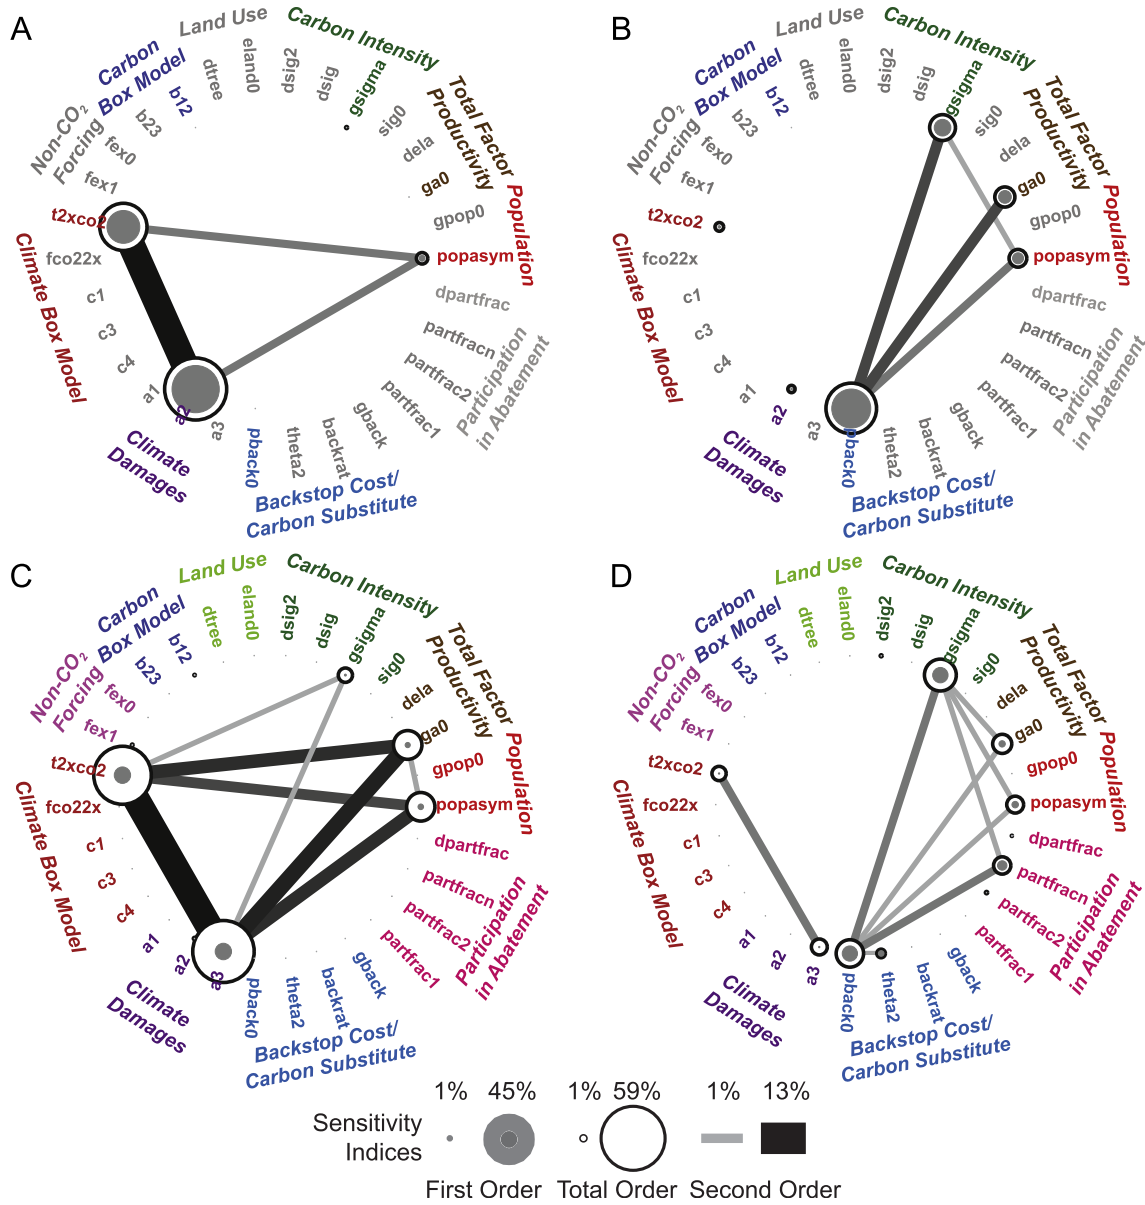 A
Land Use
Carbon Intensity
Carbon
Box Model
Non-CO2
Forcing
Total Factor
Productivity
Population
Participation
in Abatement
Backstop Cost/
Carbon Substitute
Climate
Damages
Climate Box Model
b12
dtree
eland0
dsig2
dsig
gsigma
sig0
dela
ga0
gpop0
popasym
dpartfrac
partfracn
partfrac2
partfrac1
gback
backrat
theta2
pback0
a3
a2
a1
c4
c3
c1
fco22x
t2xco2
fex1
fex0
b23
B
Land Use
Carbon Intensity
Carbon
Box Model
Non-CO2
Forcing
Total Factor
Productivity
Population
Participation
in Abatement
Backstop Cost/
Carbon Substitute
Climate
Damages
Climate Box Model
b12
dtree
eland0
dsig2
dsig
gsigma
sig0
dela
ga0
gpop0
popasym
dpartfrac
partfracn
partfrac2
partfrac1
gback
backrat
theta2
pback0
a3
a2
a1
c4
c3
c1
fco22x
t2xco2
fex1
fex0
b23
C
Land Use
Carbon Intensity
Carbon
Box Model
Non-CO2
Forcing
Total Factor
Productivity
Population
Participation
in Abatement
Backstop Cost/
Carbon Substitute
Climate
Damages
Climate Box Model
b12
dtree
eland0
dsig2
dsig
gsigma
sig0
dela
ga0
gpop0
popasym
dpartfrac
partfracn
partfrac2
partfrac1
gback
backrat
theta2
pback0
a3
a2
a1
c4
c3
c1
fco22x
t2xco2
fex1
fex0
b23
D
Land Use
Carbon Intensity
Carbon
Box Model
Non-CO2
Forcing
Total Factor
Productivity
Population
Participation
in Abatement
Backstop Cost/
Carbon Substitute
Climate
Damages
Climate Box Model
b12
dtree
eland0
dsig2
dsig
gsigma
sig0
dela
ga0
gpop0
popasym
dpartfrac
partfracn
partfrac2
partfrac1
gback
backrat
theta2
pback0
a3
a2
a1
c4
c3
c1
fco22x
t2xco2
fex1
fex0
b23
1% 45% 1% 59% 1% 13%
Sensitivity
Indices
First Order Total Order Second Order